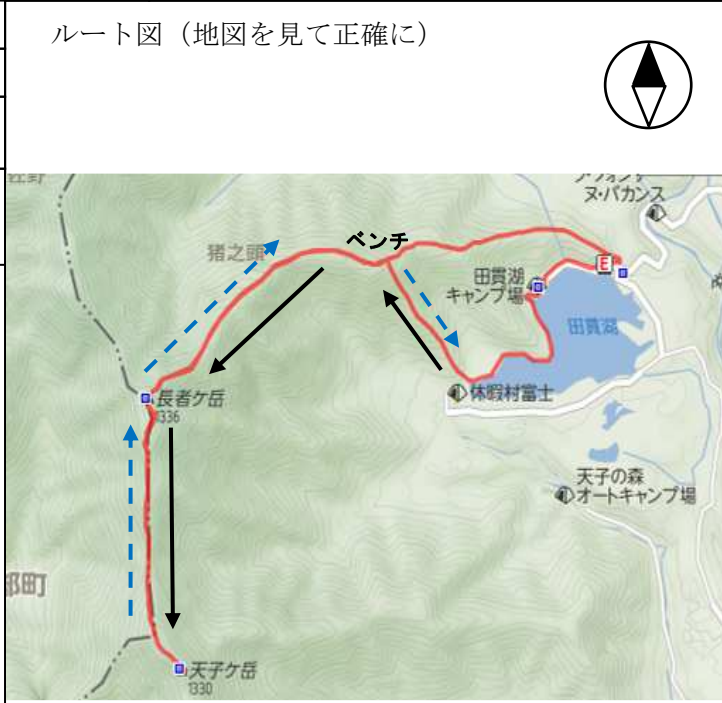 ルート図（地図を見て正確に）
ヌ・バカンス
猪之頭
ベンチ
E
田貫湖
キャンプ場
田貫湖
長者ケ岳
1336
休暇村富士
天子の森
オートキャンプ場
部町
天子ケ岳
1330